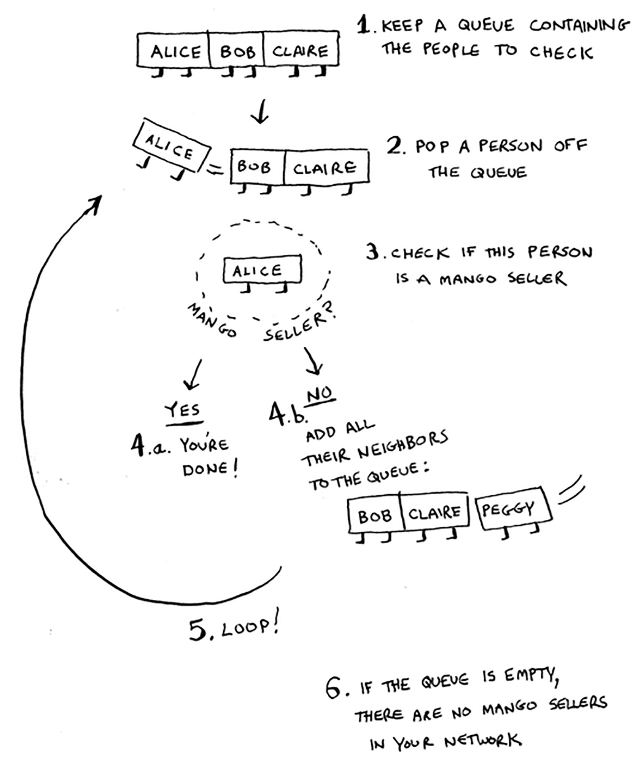 ALICE BOB CLAIRE
1. KEEP A QUEUE CONTAINING
THE PEOPLE TO CHECK
ALICE = BOB CLAIRE
2. POP A PERSON OFF
THE QUEUE
ALICE
MANGO SELLER?
3. CHECK IF THIS PERSON
IS A MANGO SELLER
YES
4.a. YOU'RE
DONE!
NO
4.b.
ADD ALL
THEIR NEIGHBORS
TO THE QUEUE:
BOB CLAIRE PEGGY
5. LOOP!
6. IF THE QUEUE IS EMPTY,
THERE ARE NO MANGO SELLERS
IN YOUR NETWORK